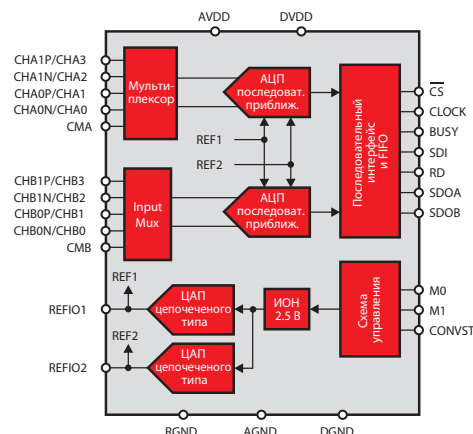 AVDD
DVDD
CHA1P/CHA3
CHA1N/CHA2
CHA0P/CHA1
CHA0N/CHA0
CMA
Мульти-
плексор
АЦП
последоват.
приближ.
REF1
REF2
CHB1P/CHB3
CHB1N/CHB2
CHB0P/CHB1
CHB0N/CHB0
CMB
Input
Mux
АЦП
последоват.
приближ.
Последовательный
интерфейс
и FIFO
CS
CLOCK
BUSY
SDI
RD
SDOA
SDOB
REF1
REFIO1
ЦАП
цепочеченого
типа
ИОН
2.5 В
REF2
REFIO2
ЦАП
цепочеченого
типа
Схема
управления
M0
M1
CONVST
RGND
AGND
DGND